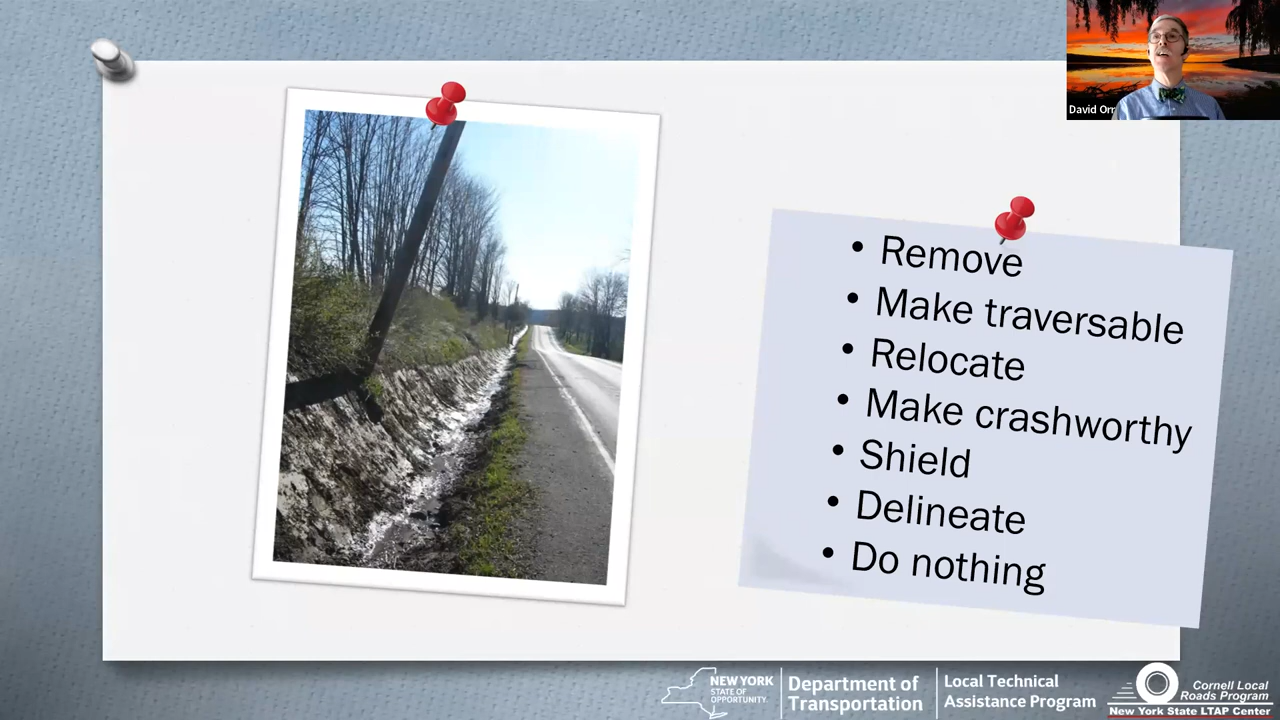 David Orr
• Remove
• Make traversable
• Relocate
• Make crashworthy
• Shield
• Delineate
• Do nothing
NEW YORK
STATE OF
OPPORTUNITY.
Department of
Transportation
Local Technical
Assistance Program
Cornell Local
Roads Program
New York State LTAP Center